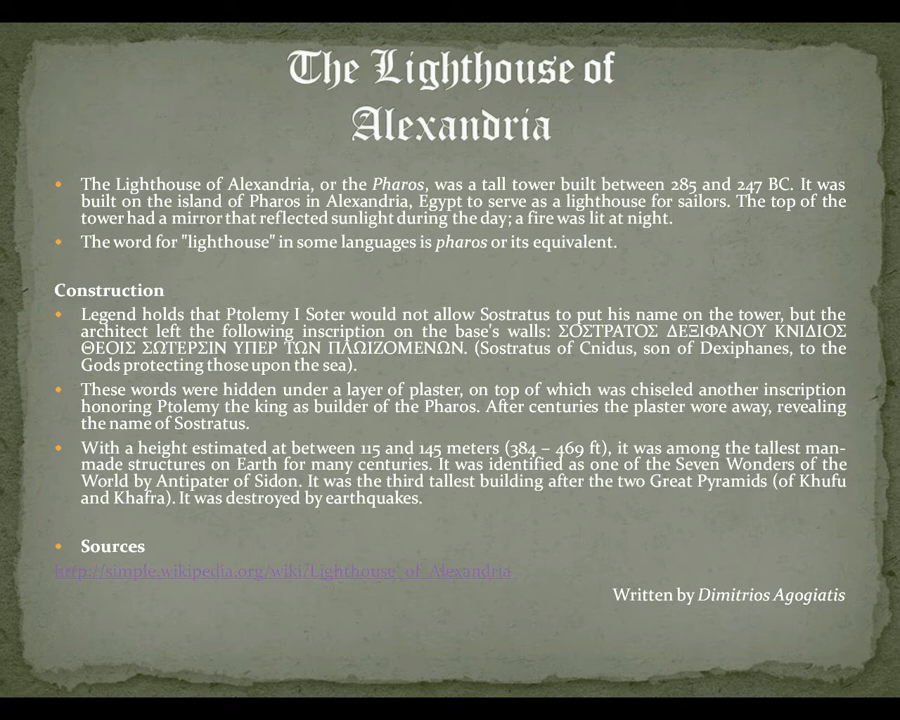 The Lighthouse of
Alexandria
• The Lighthouse of Alexandria, or the Pharos, was a tall tower built between 285 and 247 BC. It was
built on the island of Pharos in Alexandria, Egypt to serve as a lighthouse for sailors. The top of the
tower had a mirror that reflected sunlight during the day; a fire was lit at night.
• The word for "lighthouse" in some languages is pharos or its equivalent.
Construction
• Legend holds that Ptolemy I Soter would not allow Sostratus to put his name on the tower, but the
architect left the following inscription on the base's walls: ΣΟΣΤΡΑΤΟΣ ΔΕΞΙΦΑΝΟΥ ΚΝΙΔΙΟΣ
ΘΕΟΙΣ ΣΩΤΕΡΣΙΝ ΥΠΕΡ ΤΩΝ ΠΛΩΙΖΟΜΕΝΩΝ. (Sostratus of Cnidus, son of Dexiphanes, to the
Gods protecting those upon the sea).
• These words were hidden under a layer of plaster, on top of which was chiseled another inscription
honoring Ptolemy the king as builder of the Pharos. After centuries the plaster wore away, revealing
the name of Sostratus.
• With a height estimated at between 115 and 145 meters (384 – 469 ft), it was among the tallest man-
made structures on Earth for many centuries. It was identified as one of the Seven Wonders of the
World by Antipater of Sidon. It was the third tallest building after the two Great Pyramids (of Khufu
and Khafra). It was destroyed by earthquakes.
• Sources
http://simple.wikipedia.org/wiki/Lighthouse_of_Alexandria
Written by Dimitrios Agogiatis